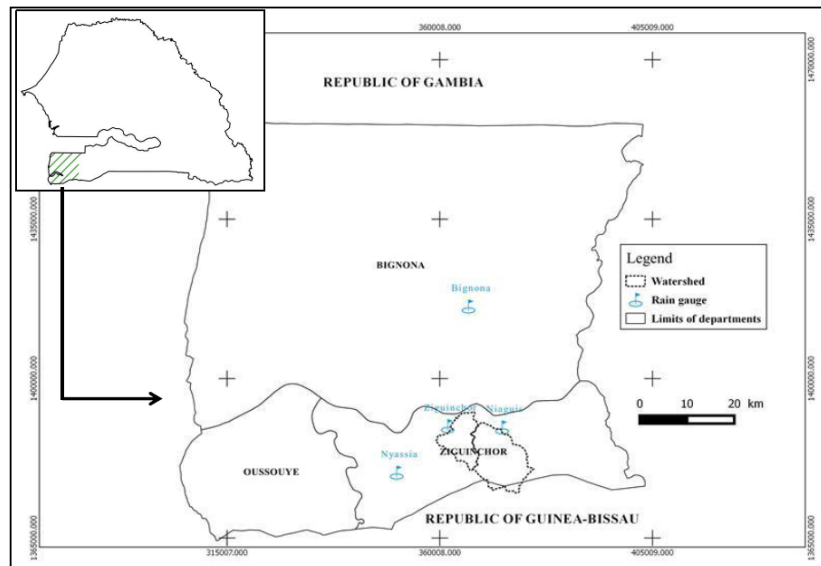 360008.000
405009.000
REPUBLIC OF GAMBIA
1470000.000
1470000.000
1435000.000
1435000.000
BIGNONA
Bignona
Legend
Watershed
Rain gauge
Limits of departments
1400000.000
1400000.000
0 10 20 km
Ziguinchor
Niaguis
Nyassia
ZIGUINCHOR
OUSSOUYE
REPUBLIC OF GUINEA-BISSAU
1365000.000
1365000.000
315007.000
360008.000
405009.000